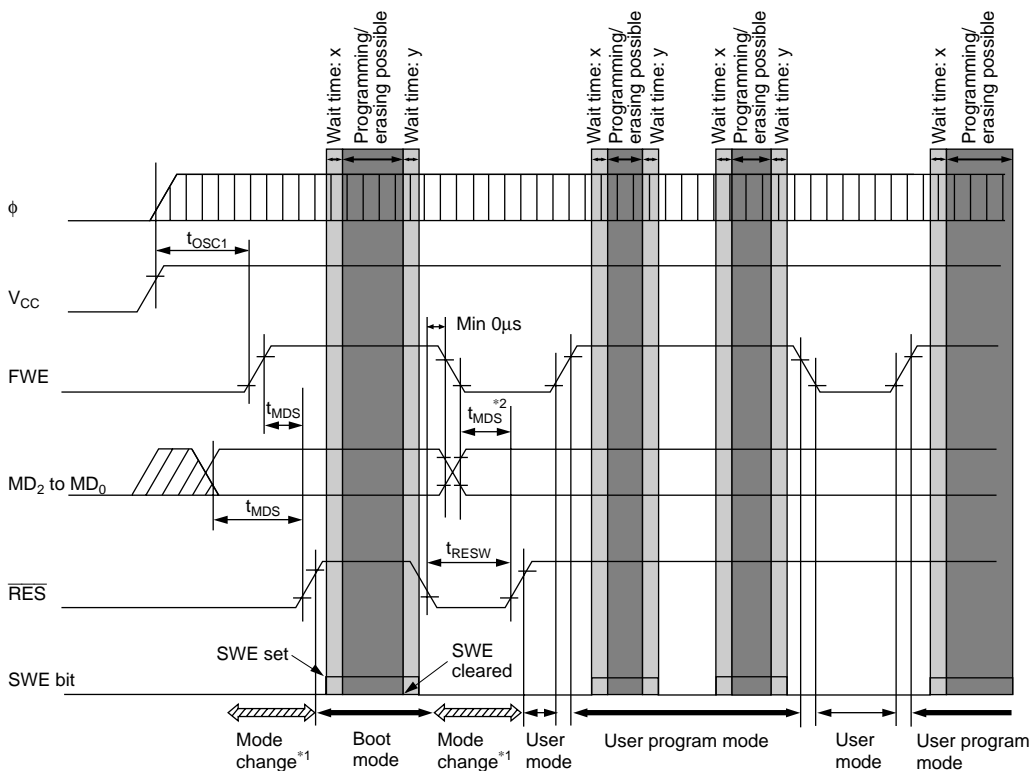 Wait time: x
Programming/
erasing possible
Wait time: y
Wait time: x
Programming/
erasing possible
Wait time: y
Wait time: x
Programming/
erasing possible
Wait time: y
Wait time: x
Programming/
erasing possible
φ
tOSC1
VCC
Min 0μs
FWE
tMDS
tMDS*2
MD2 to MD0
tMDS
tRESW
RES
SWE set
SWE
cleared
SWE bit
Mode
change*1
Boot
mode
Mode
change*1
User
mode
User program mode
User
mode
User program
mode